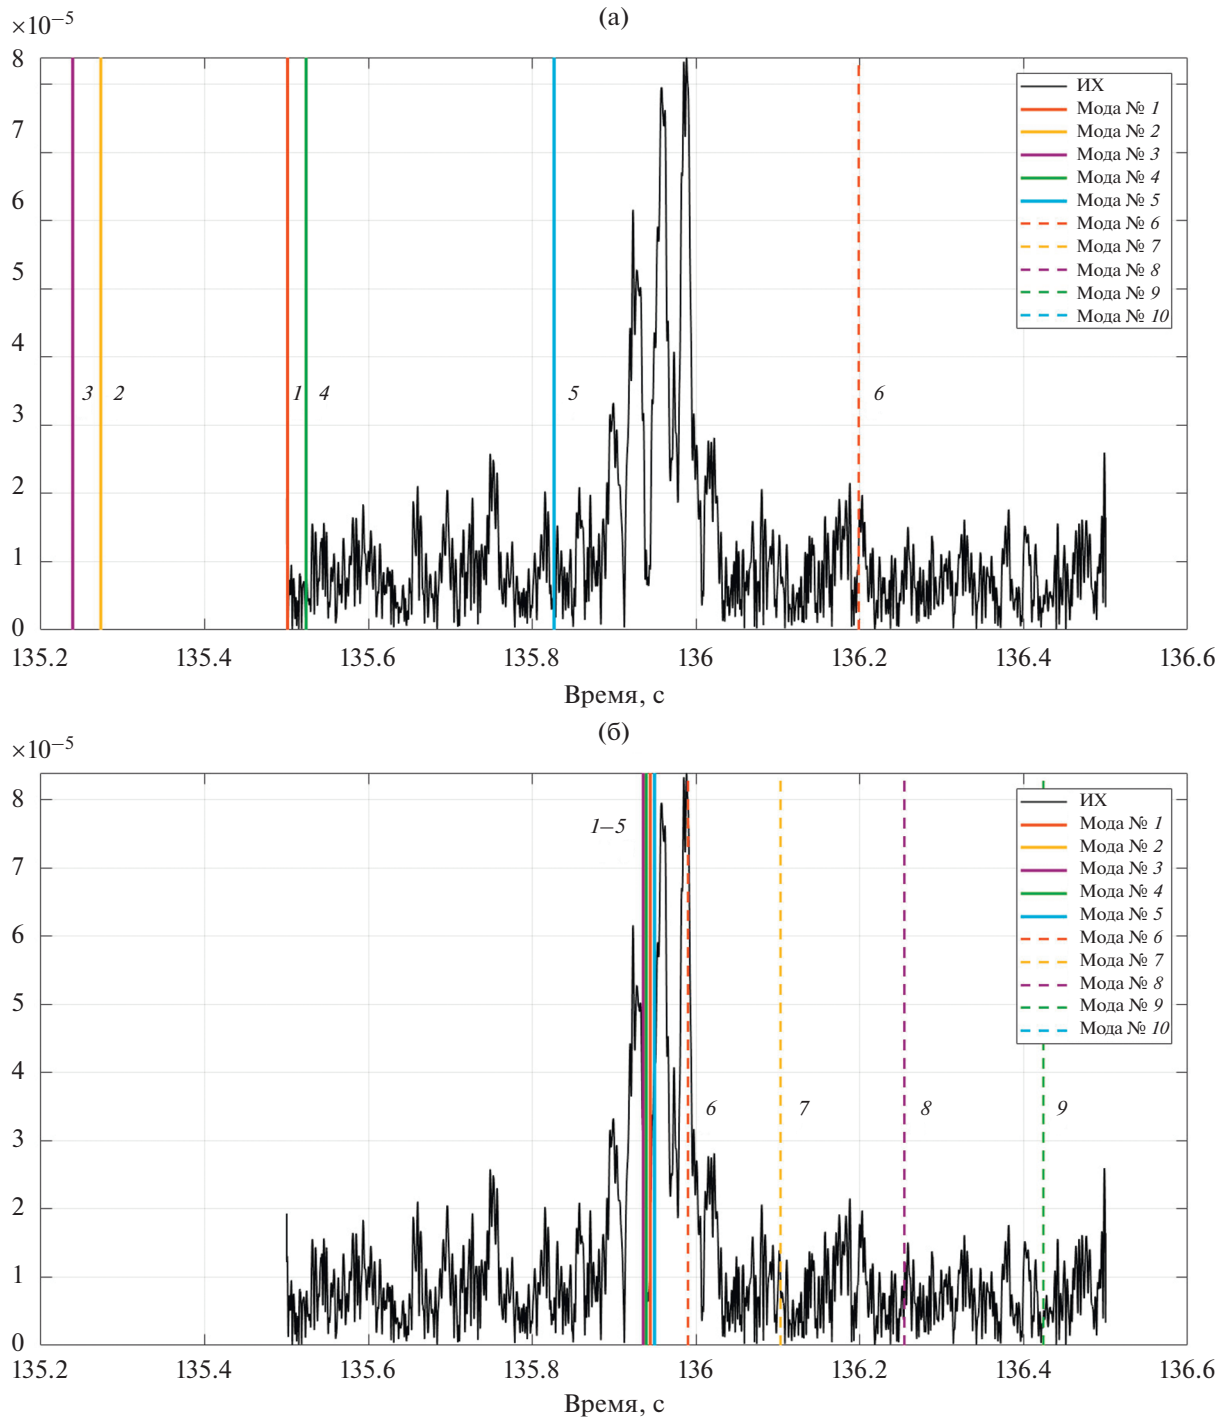 (а)
×10–5
8
7
6
5
4
3
2
1
0
ИХ
Мода № 1
Мода № 2
Мода № 3
Мода № 4
Мода № 5
Мода № 6
Мода № 7
Мода № 8
Мода № 9
Мода № 10
3 2 1 4 5 6
135.2 135.4 135.6 135.8 136 136.2 136.4 136.6
Время, с
(б)
×10–5
8
7
6
5
4
3
2
1
0
ИХ
Мода № 1
Мода № 2
Мода № 3
Мода № 4
Мода № 5
Мода № 6
Мода № 7
Мода № 8
Мода № 9
Мода № 10
1–5
6 7 8 9
135.2 135.4 135.6 135.8 136 136.2 136.4 136.6
Время, с